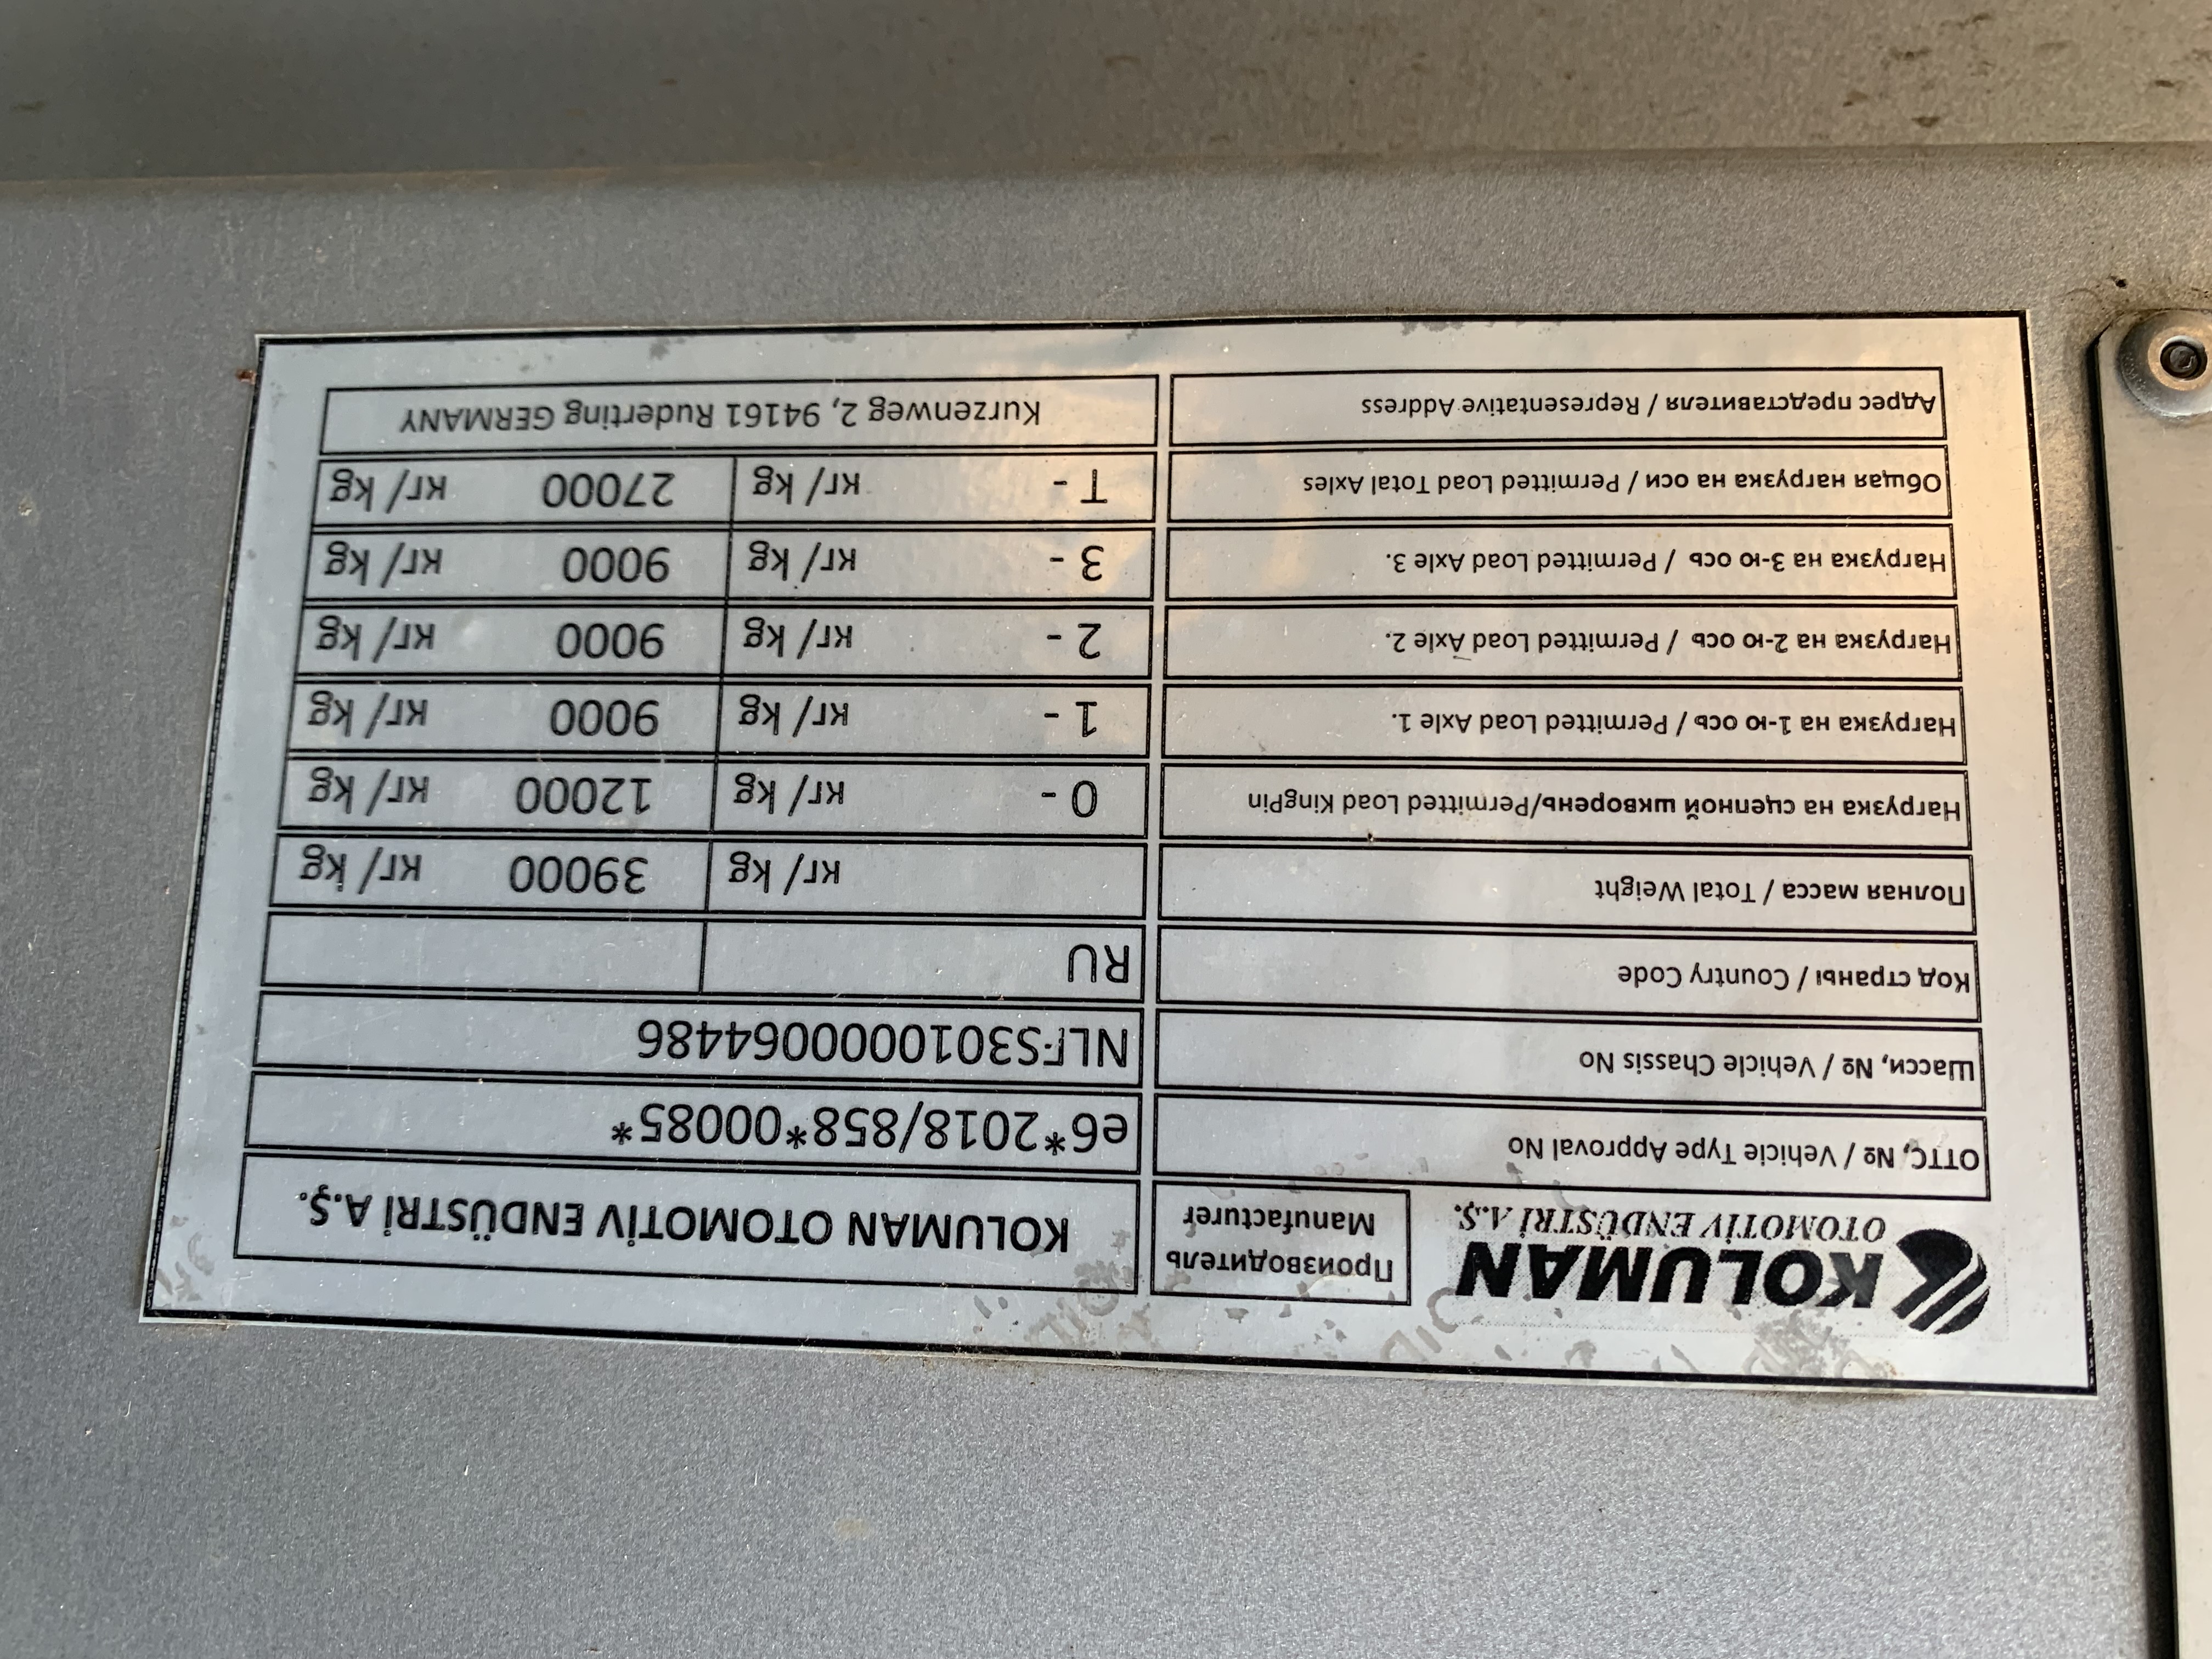 KOLUMAN
OTOMOTİV ENDÜSTRİ A.Ş.
Производитель
Manufacturer
KOLUMAN OTOMOTİV ENDÜSTRİ A.Ş.
ОТТС, № / Vehicle Type Approval No e6*2018/858*00085*
Шасси, № / Vehicle Chassis No NLFS3010000064486
Код страны / Country Code RU
Полная масса / Total Weight кг/ kg 39000 кг/ kg
Нагрузка на сцепной шкворень/Permitted Load KingPin 0 - кг/ kg 12000 кг/ kg
Нагрузка на 1-ю ось / Permitted Load Axle 1. 1 - кг/ kg 9000 кг/ kg
Нагрузка на 2-ю ось / Permitted Load Axle 2. 2 - кг/ kg 9000 кг/ kg
Нагрузка на 3-ю ось / Permitted Load Axle 3. 3 - кг/ kg 9000 кг/ kg
Общая нагрузка на оси / Permitted Load Total Axles T - кг/ kg 27000 кг/ kg
Адрес представителя / Representative Address Kurzenweg 2, 94161 Ruderting GERMANY